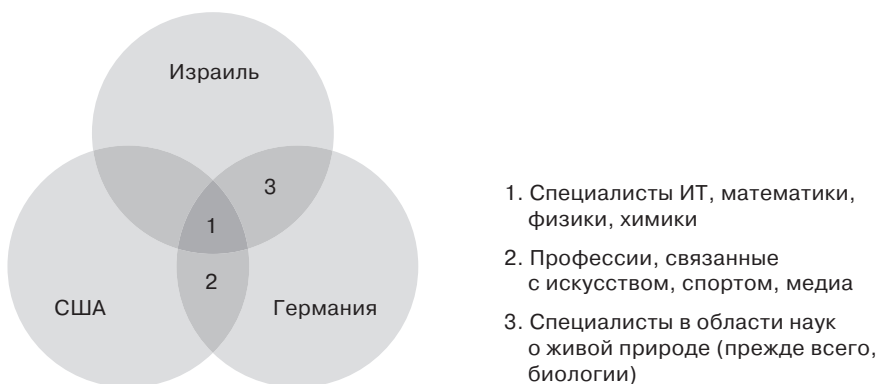 Израиль
3
1
2
США
Германия
1. Специалисты ИТ, математики,
физики, химики
2. Профессии, связанные
с искусством, спортом, медиа
3. Специалисты в области наук
о живой природе (прежде всего,
биологии)